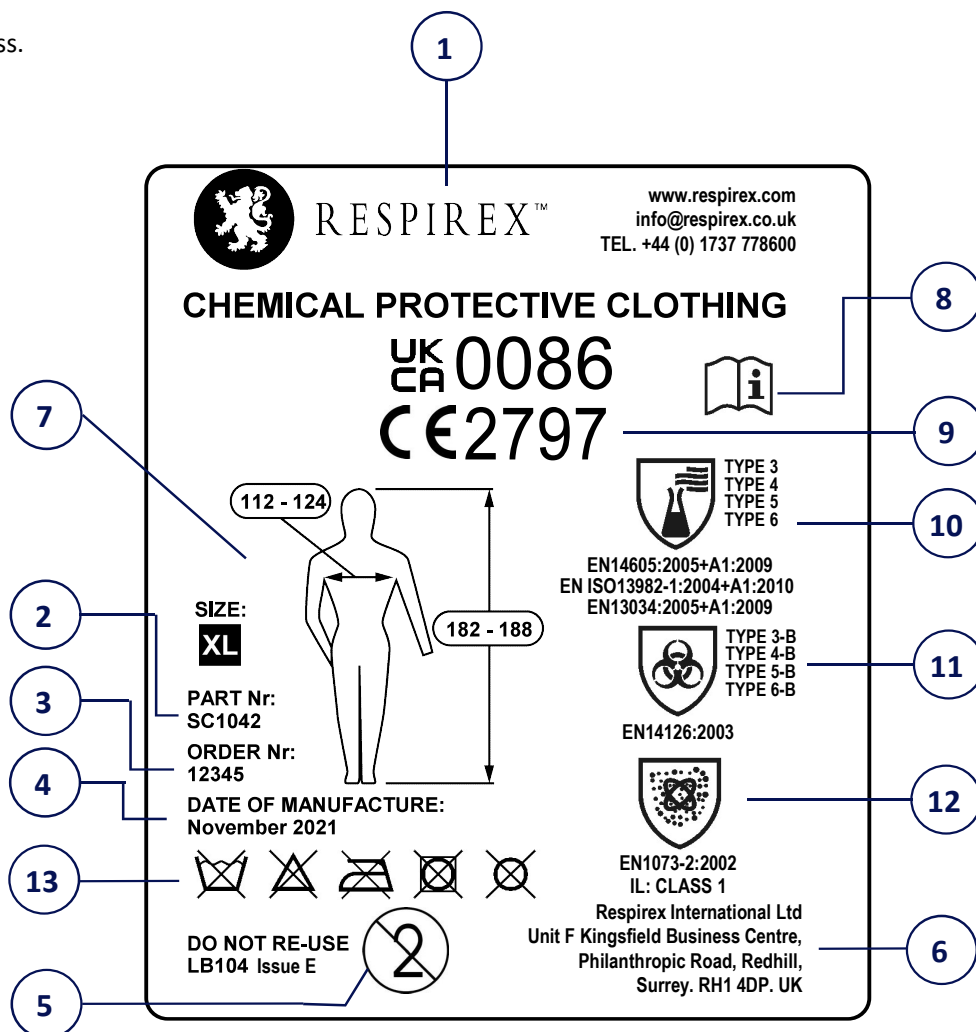 ss.
1
RESPIREX™
www.respirex.com
info@respirex.co.uk
TEL. +44 (0) 1737 778600
CHEMICAL PROTECTIVE CLOTHING
8
UK
CA 0086
CE 2797
i
7
9
112 - 124
TYPE 3
TYPE 4
TYPE 5
TYPE 6
10
EN14605:2005+A1:2009
EN ISO13982-1:2004+A1:2010
EN13034:2005+A1:2009
2
SIZE:
XL
182 - 188
TYPE 3-B
TYPE 4-B
TYPE 5-B
TYPE 6-B
11
EN14126:2003
3
PART Nr:
SC1042
ORDER Nr:
12345
4
DATE OF MANUFACTURE:
November 2021
12
EN1073-2:2002
IL: CLASS 1
13
DO NOT RE-USE
LB104 Issue E
2
5
Respirex International Ltd
Unit F Kingsfield Business Centre,
Philanthropic Road, Redhill,
Surrey. RH1 4DP. UK
6